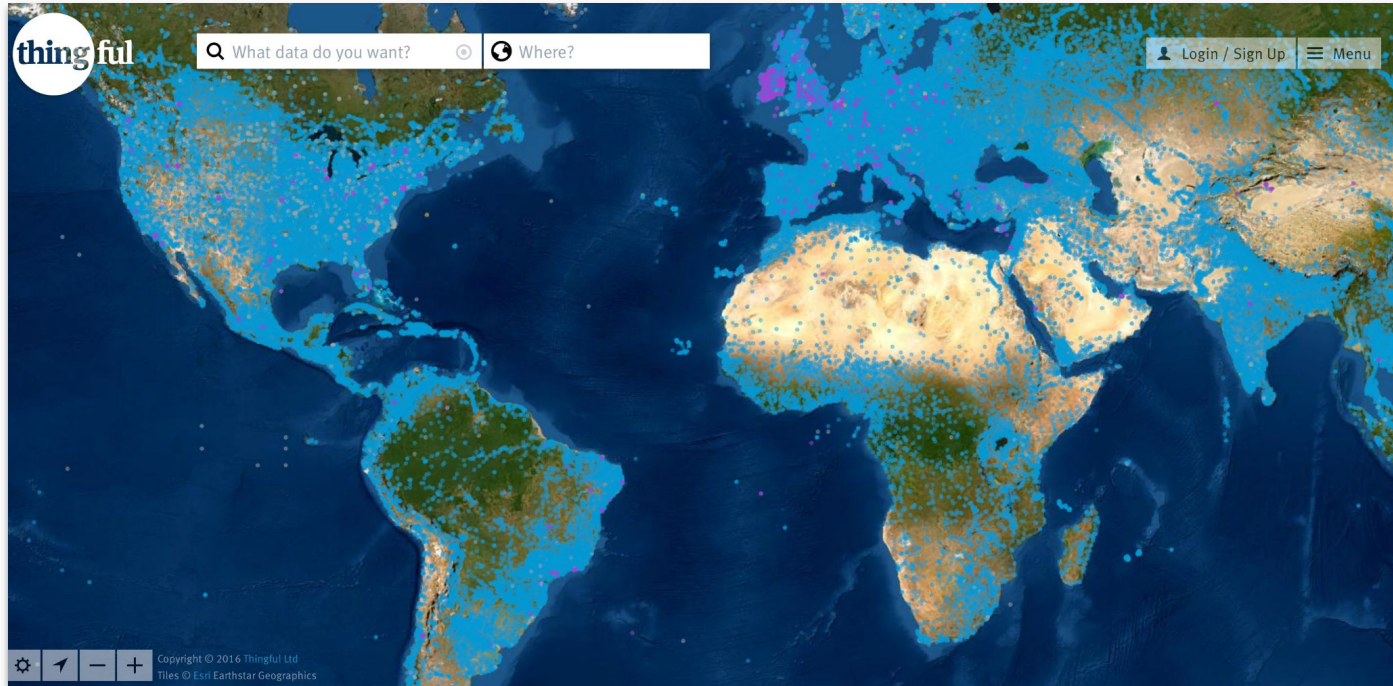 thingful
What data do you want?
Where?
Login / Sign Up
Menu
Copyright © 2016 Thingful Ltd
Tiles © Esri Earthstar Geographics